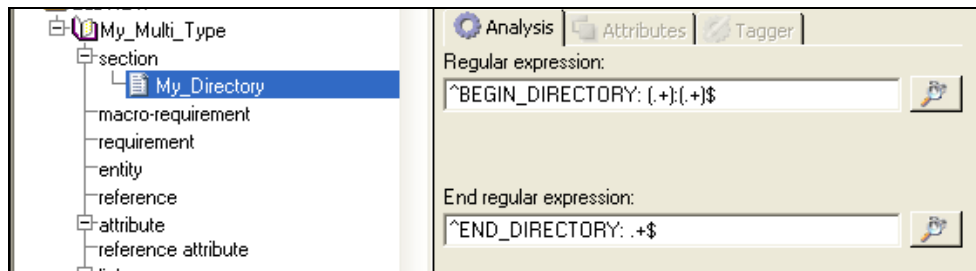 My_Multi_Type
section
My_Directory
macro-requirement
requirement
entity
reference
attribute
reference attribute
Analysis Attributes Tagger
Regular expression:
^BEGIN_DIRECTORY: (.+):(.+)$
End regular expression:
^END_DIRECTORY: .+$